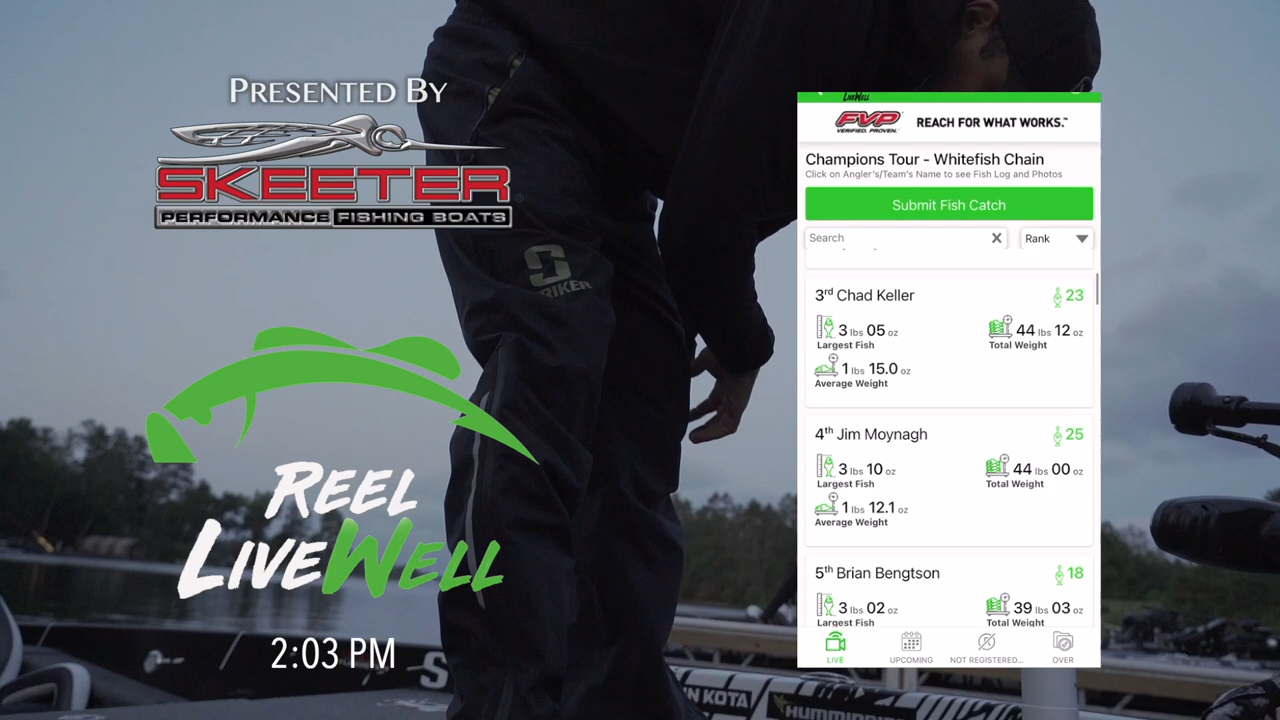 PRESENTED BY
SKEETER
PERFORMANCE FISHING BOATS
REEL
LIVEWELL
2:03 PM
LIVEWELL
FVP
VERIFIED. PROVEN.
REACH FOR WHAT WORKS.™
Champions Tour - Whitefish Chain
Click on Angler's/Team's Name to see Fish Log and Photos
Submit Fish Catch
Search X Rank
3rd Chad Keller 23
3 lbs 05 oz 44 lbs 12 oz
Largest Fish Total Weight
1 lbs 15.0 oz
Average Weight
4th Jim Moynagh 25
3 lbs 10 oz 44 lbs 00 oz
Largest Fish Total Weight
1 lbs 12.1 oz
Average Weight
5th Brian Bengtson 18
3 lbs 02 oz 39 lbs 03 oz
Largest Fish Total Weight
LIVE UPCOMING NOT REGISTERED... OVER
S
RIKER
S
N KOTA
HUMMINBI